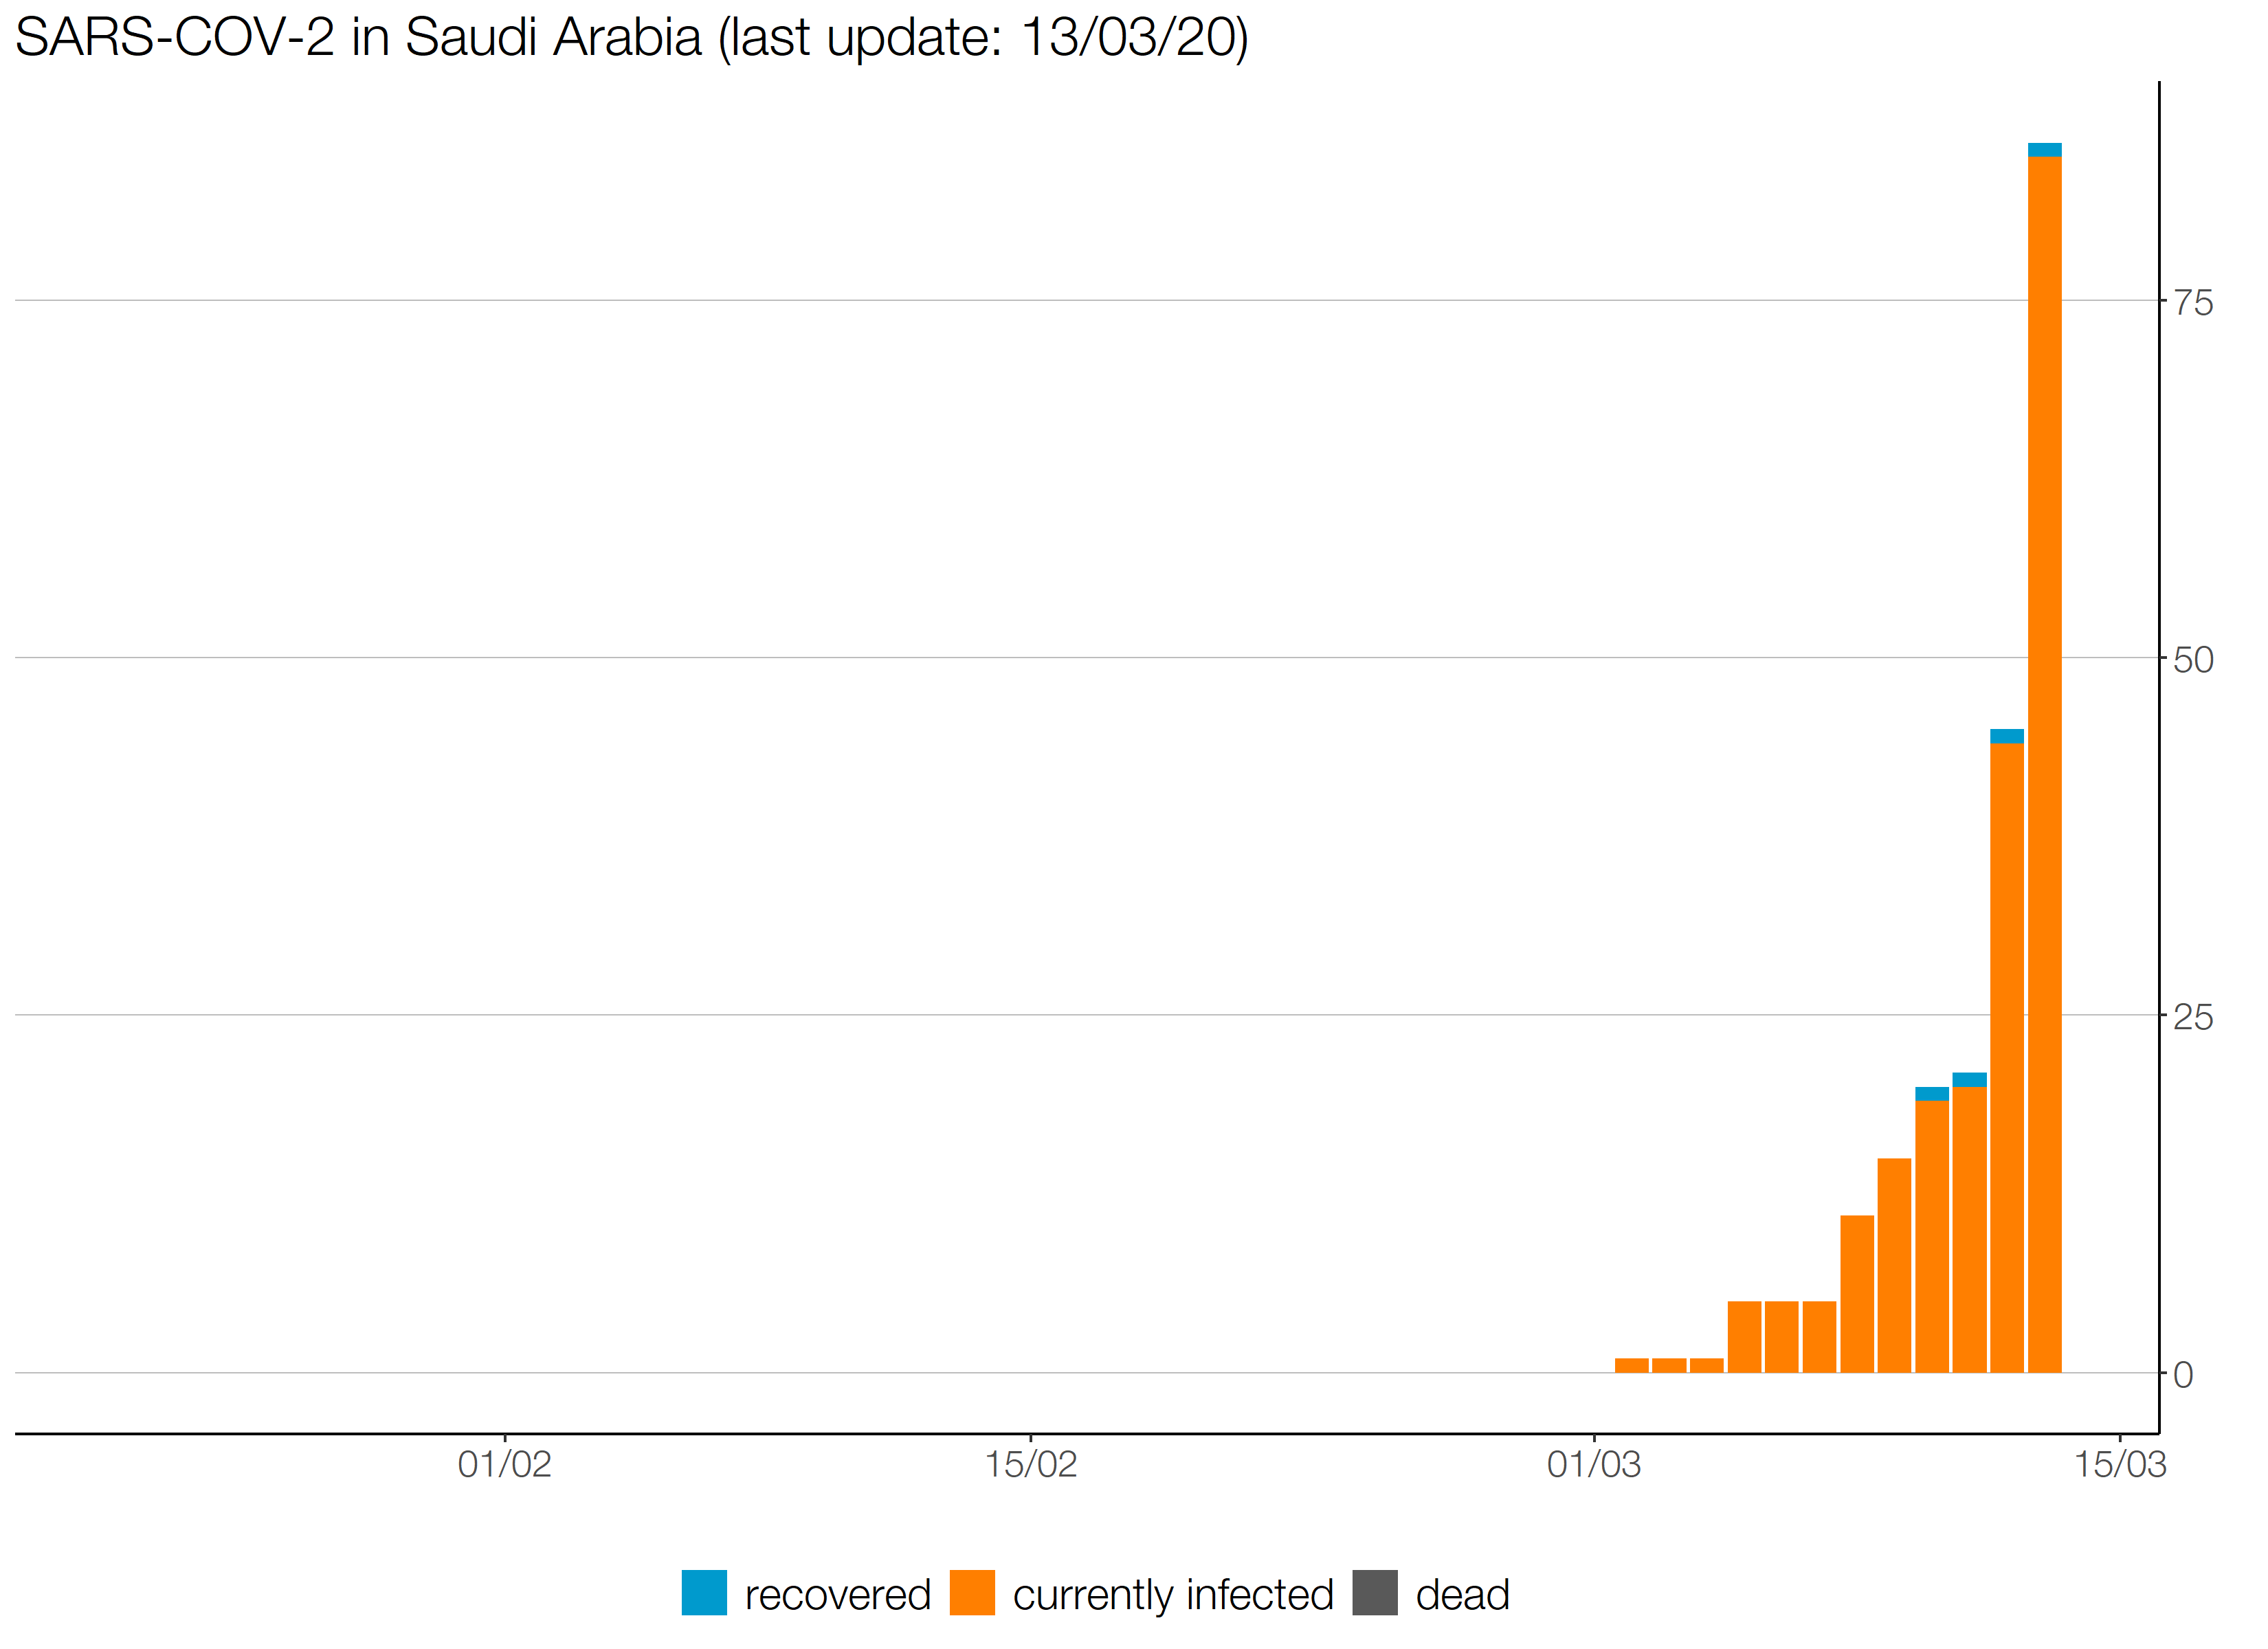 SARS-COV-2 in Saudi Arabia (last update: 13/03/20)
75
50
25
0
01/02 15/02 01/03 15/03
recovered currently infected dead